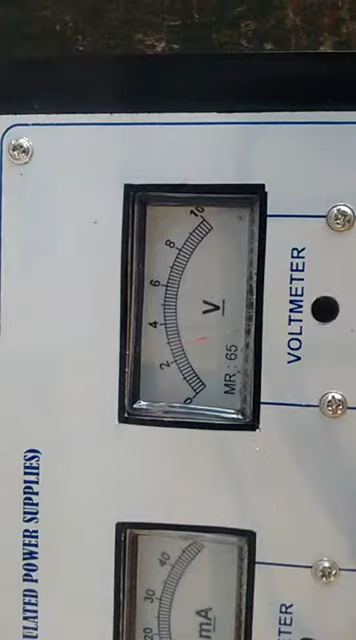 0 2 4 6 8 10
V
MR : 65
VOLTMETER
ULATED POWER SUPPLIES)
20 30 40
mA
TER